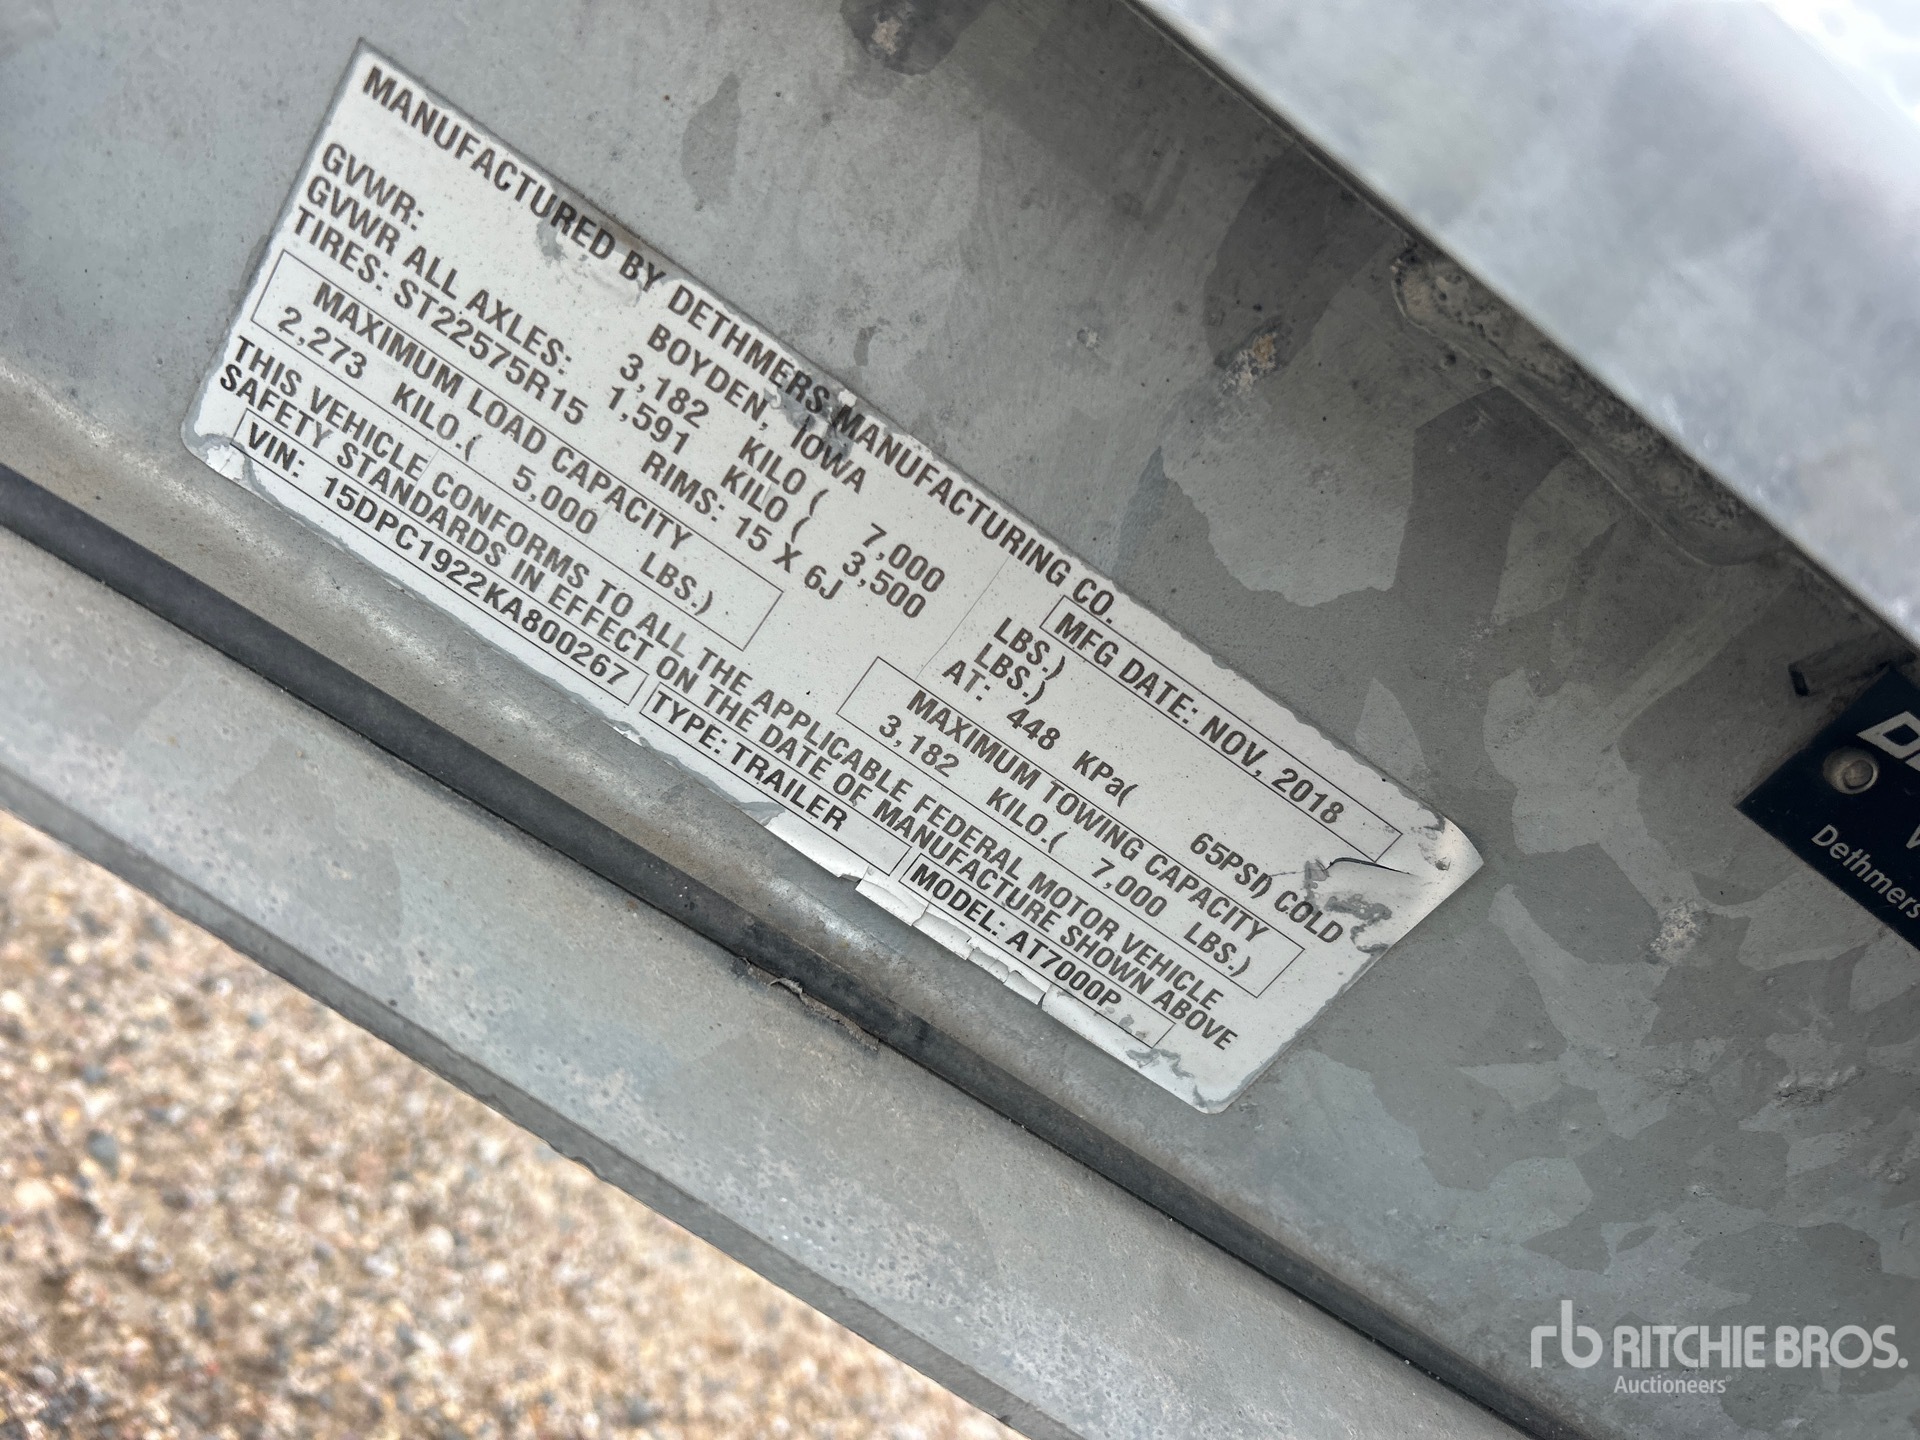 MANUFACTURED BY DETHMERS MANUFACTURING CO.
BOYDEN, IOWA
MFG DATE: NOV, 2018
GVWR: 3,182 KILO ( 7,000 LBS.)
GVWR ALL AXLES: 1,591 KILO ( 3,500 LBS.)
TIRES: ST22575R15 RIMS: 15 X 6J AT: 448 KPa( 65PSI) COLD
MAXIMUM LOAD CAPACITY
2,273 KILO.( 5,000 LBS.)
MAXIMUM TOWING CAPACITY
3,182 KILO.( 7,000 LBS.)
THIS VEHICLE CONFORMS TO ALL THE APPLICABLE FEDERAL MOTOR VEHICLE
SAFETY STANDARDS IN EFFECT ON THE DATE OF MANUFACTURE SHOWN ABOVE
VIN: 15DPC1922KA800267
TYPE: TRAILER
MODEL: AT7000P
Dethmers
rb RITCHIE BROS.
Auctioneers